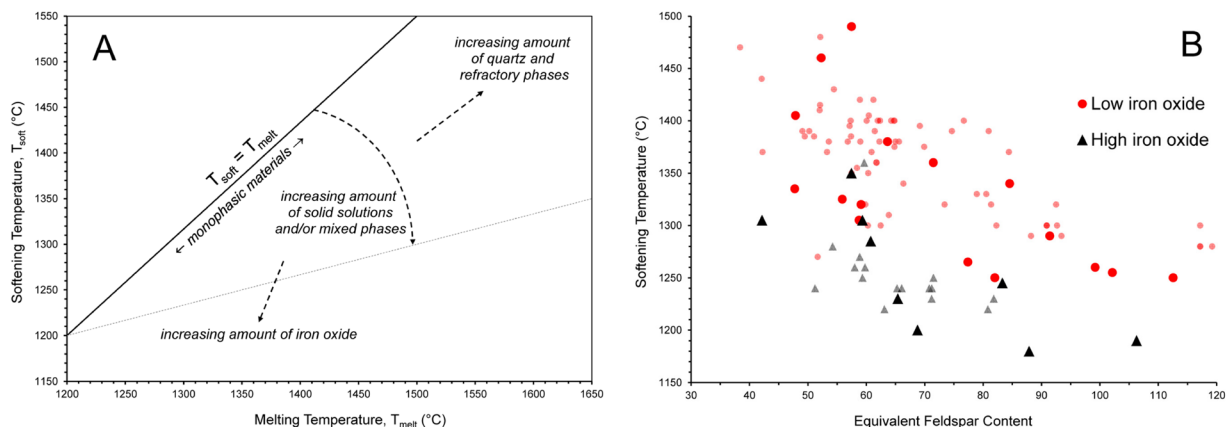 A
1550
1500
1450
1400
1350
1300
1250
1200
1150
Softening Temperature, Tsoft (°C)
Tsoft = Tmelt
← monophasic materials →
increasing amount
of quartz and
refractory phases
increasing amount
of solid solutions
and/or mixed phases
increasing amount of iron oxide
1200 1250 1300 1350 1400 1450 1500 1550 1600 1650
Melting Temperature, Tmelt (°C)
B
1500
1450
1400
1350
1300
1250
1200
1150
Softening Temperature (°C)
Low iron oxide
High iron oxide
30 40 50 60 70 80 90 100 110 120
Equivalent Feldspar Content